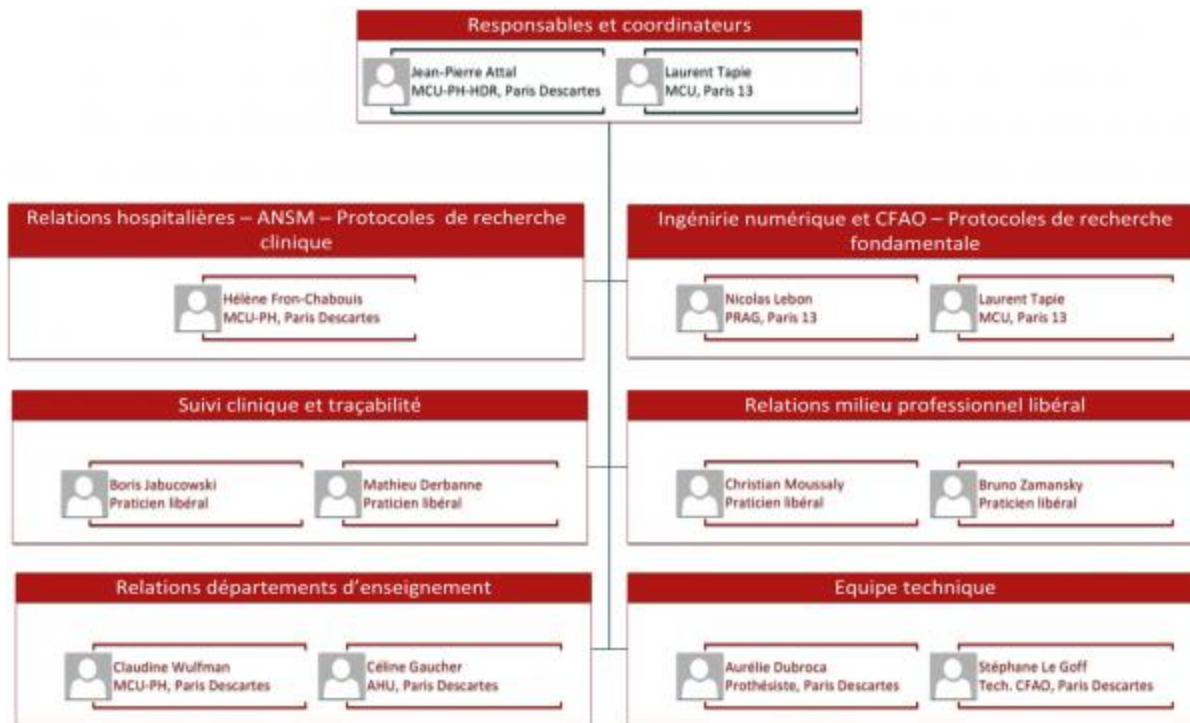 Responsables et coordinateurs
Jean-Pierre Attal
MCU-PH-HDR, Paris Descartes
Laurent Tapie
MCU, Paris 13
Relations hospitalières – ANSM – Protocoles de recherche
clinique
Hélène Fron-Chabouis
MCU-PH, Paris Descartes
Ingénirie numérique et CFAO – Protocoles de recherche
fondamentale
Nicolas Lebon
PRAG, Paris 13
Laurent Tapie
MCU, Paris 13
Suivi clinique et traçabilité
Boris Jabucowski
Praticien libéral
Mathieu Derbanne
Praticien libéral
Relations milieu professionnel libéral
Christian Moussaly
Praticien libéral
Bruno Zamansky
Praticien libéral
Relations départements d'enseignement
Claudine Wulfman
MCU-PH, Paris Descartes
Céline Gaucher
AHU, Paris Descartes
Equipe technique
Aurélie Dubroca
Prothésiste, Paris Descartes
Stéphane Le Goff
Tech. CFAO, Paris Descartes